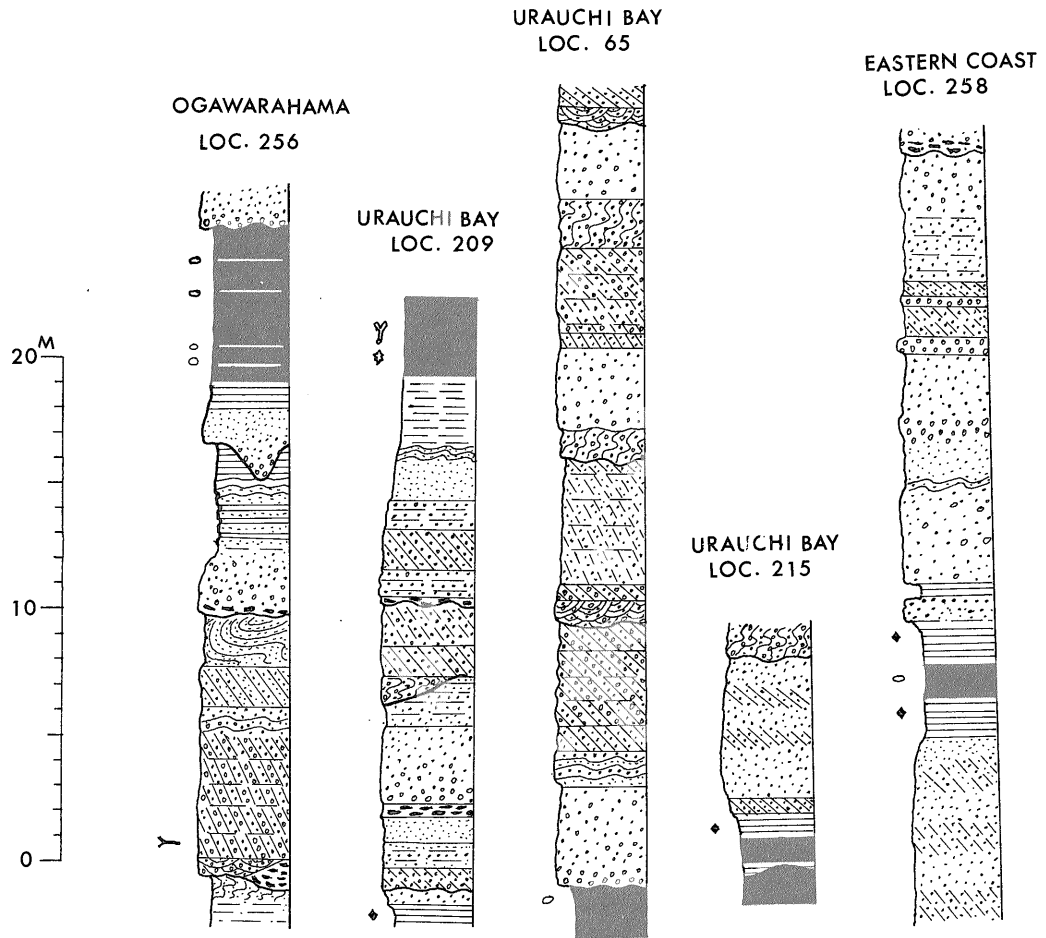 URAUCHI BAY
LOC. 65
EASTERN COAST
LOC. 258
OGAWARAHAMA
LOC. 256
URAUCHI BAY
LOC. 209
20M
URAUCHI BAY
LOC. 215
10
0